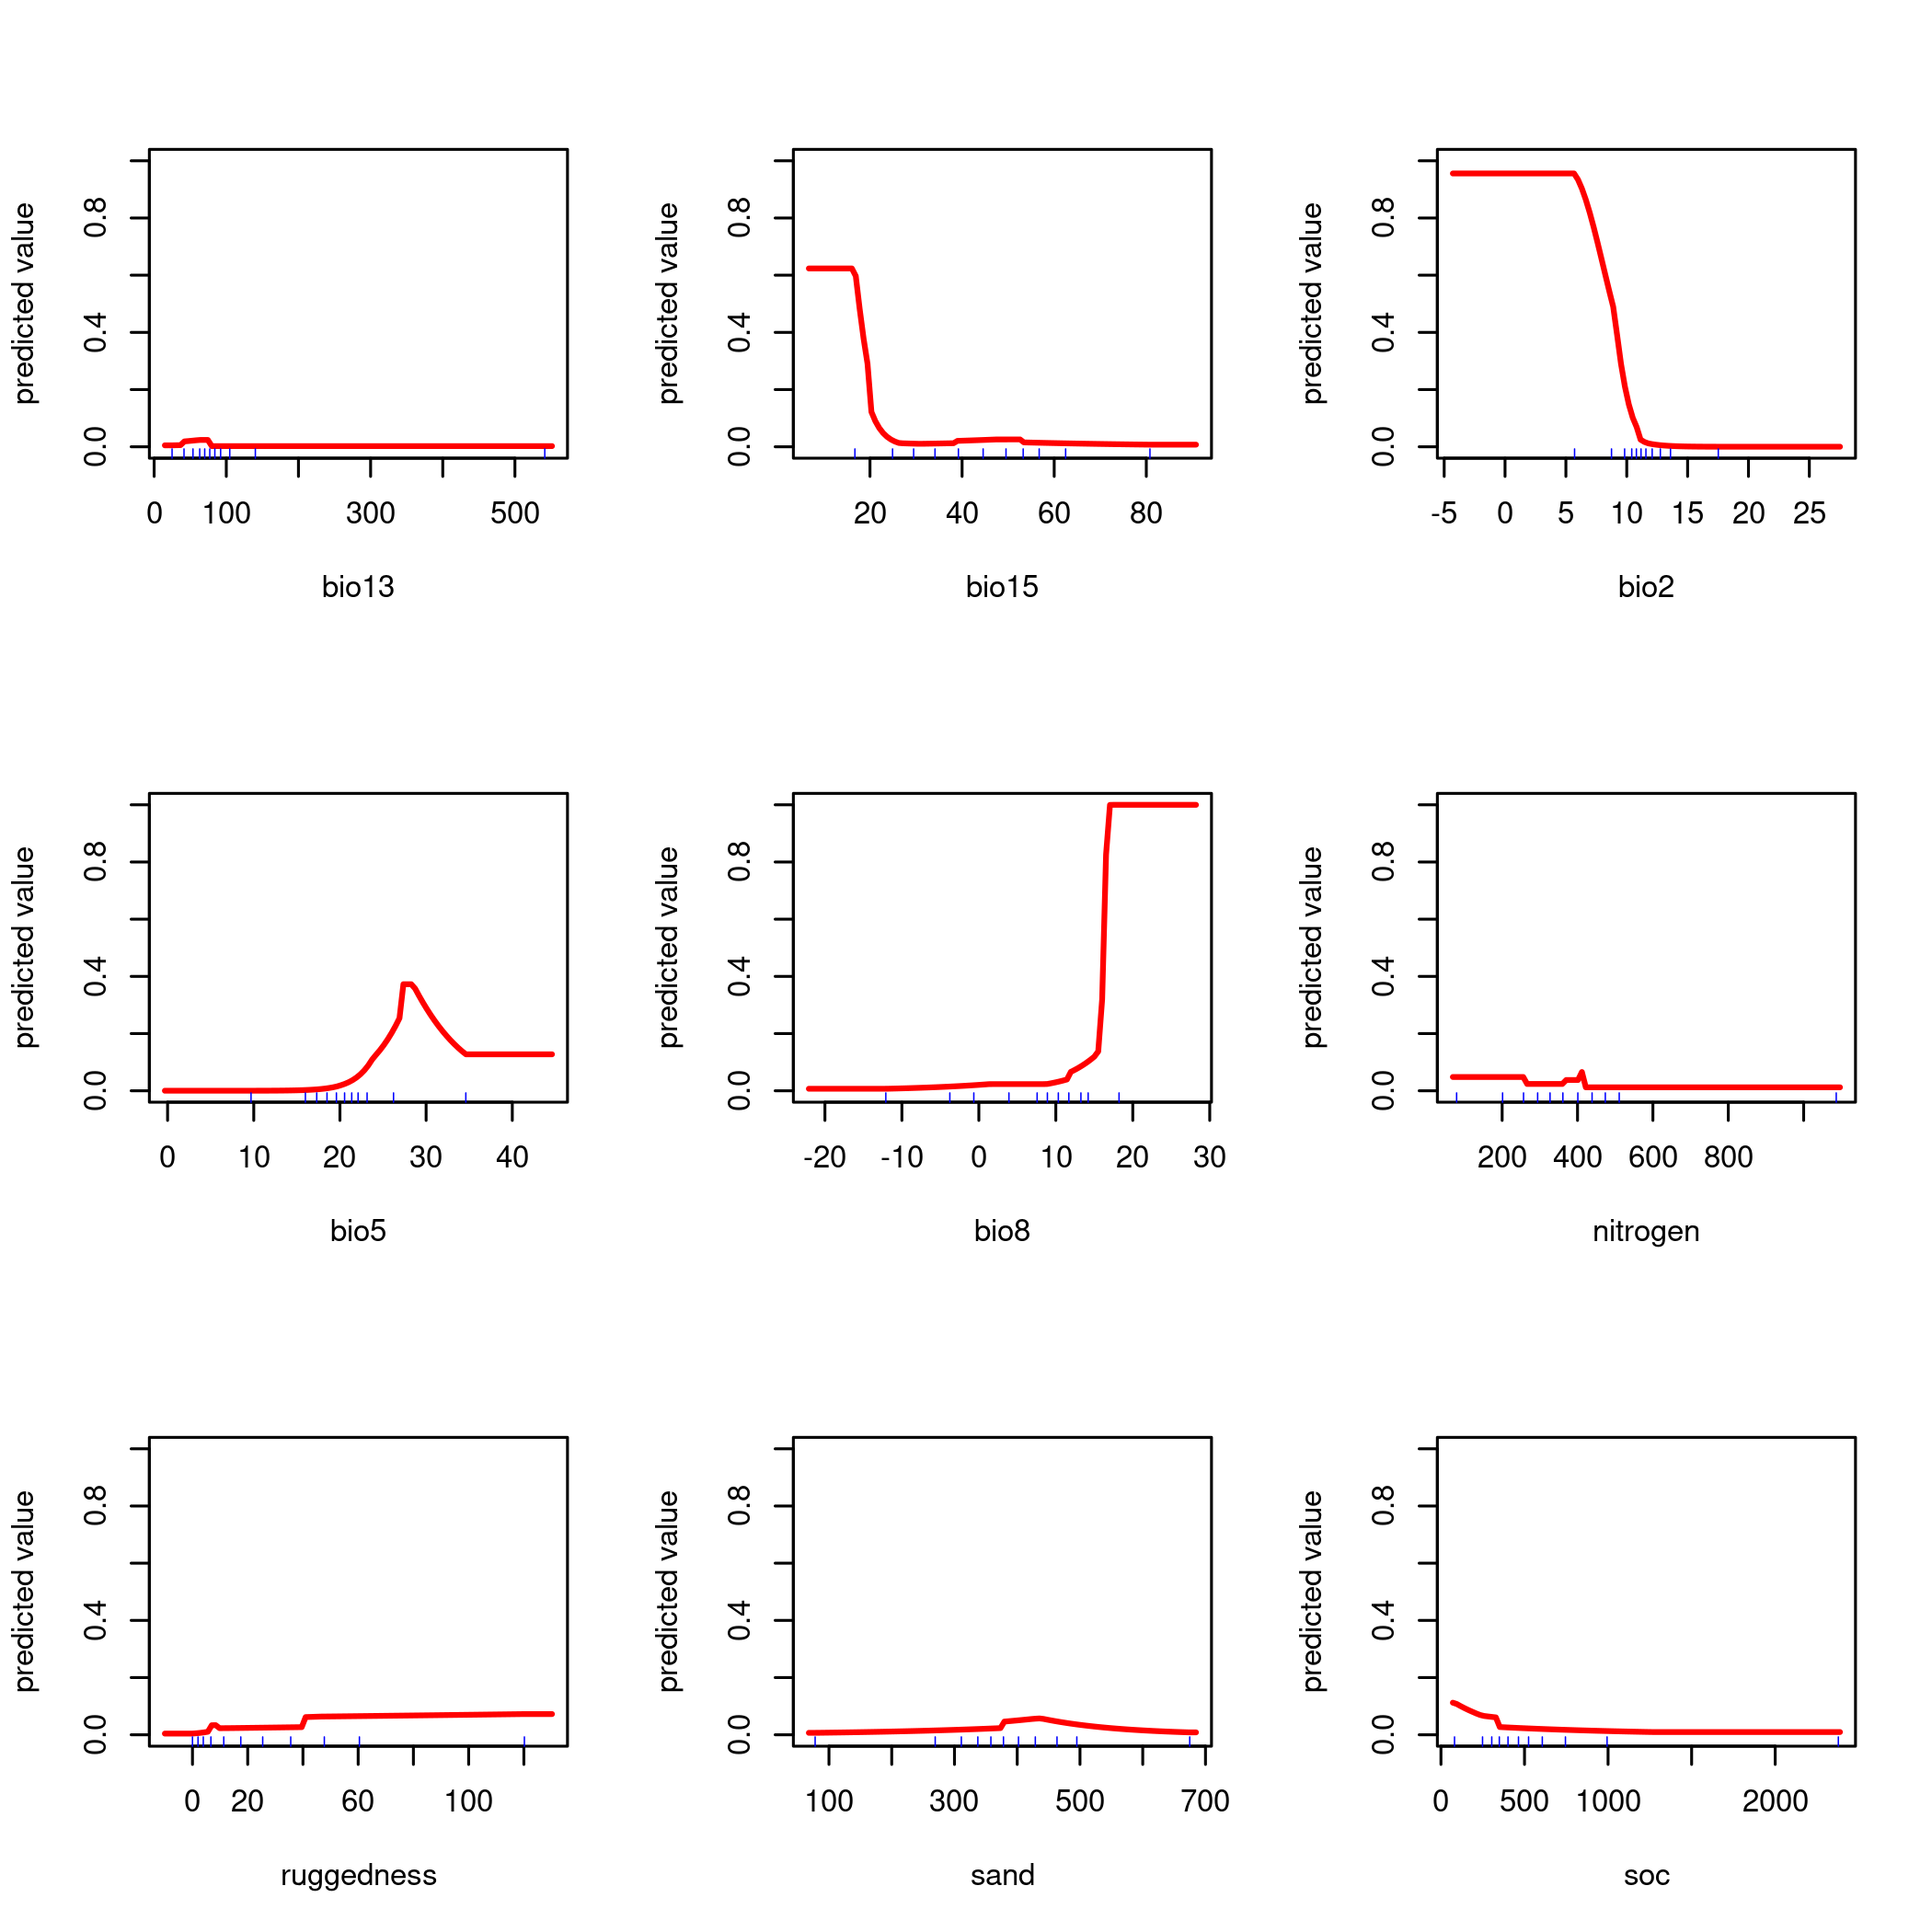 predicted value
0.0 0.4 0.8
0 100 300 500
bio13
predicted value
0.0 0.4 0.8
20 40 60 80
bio15
predicted value
0.0 0.4 0.8
-5 0 5 10 15 20 25
bio2
predicted value
0.0 0.4 0.8
0 10 20 30 40
bio5
predicted value
0.0 0.4 0.8
-20 -10 0 10 20 30
bio8
predicted value
0.0 0.4 0.8
200 400 600 800
nitrogen
predicted value
0.0 0.4 0.8
0 20 60 100
ruggedness
predicted value
0.0 0.4 0.8
100 300 500 700
sand
predicted value
0.0 0.4 0.8
0 500 1000 2000
soc